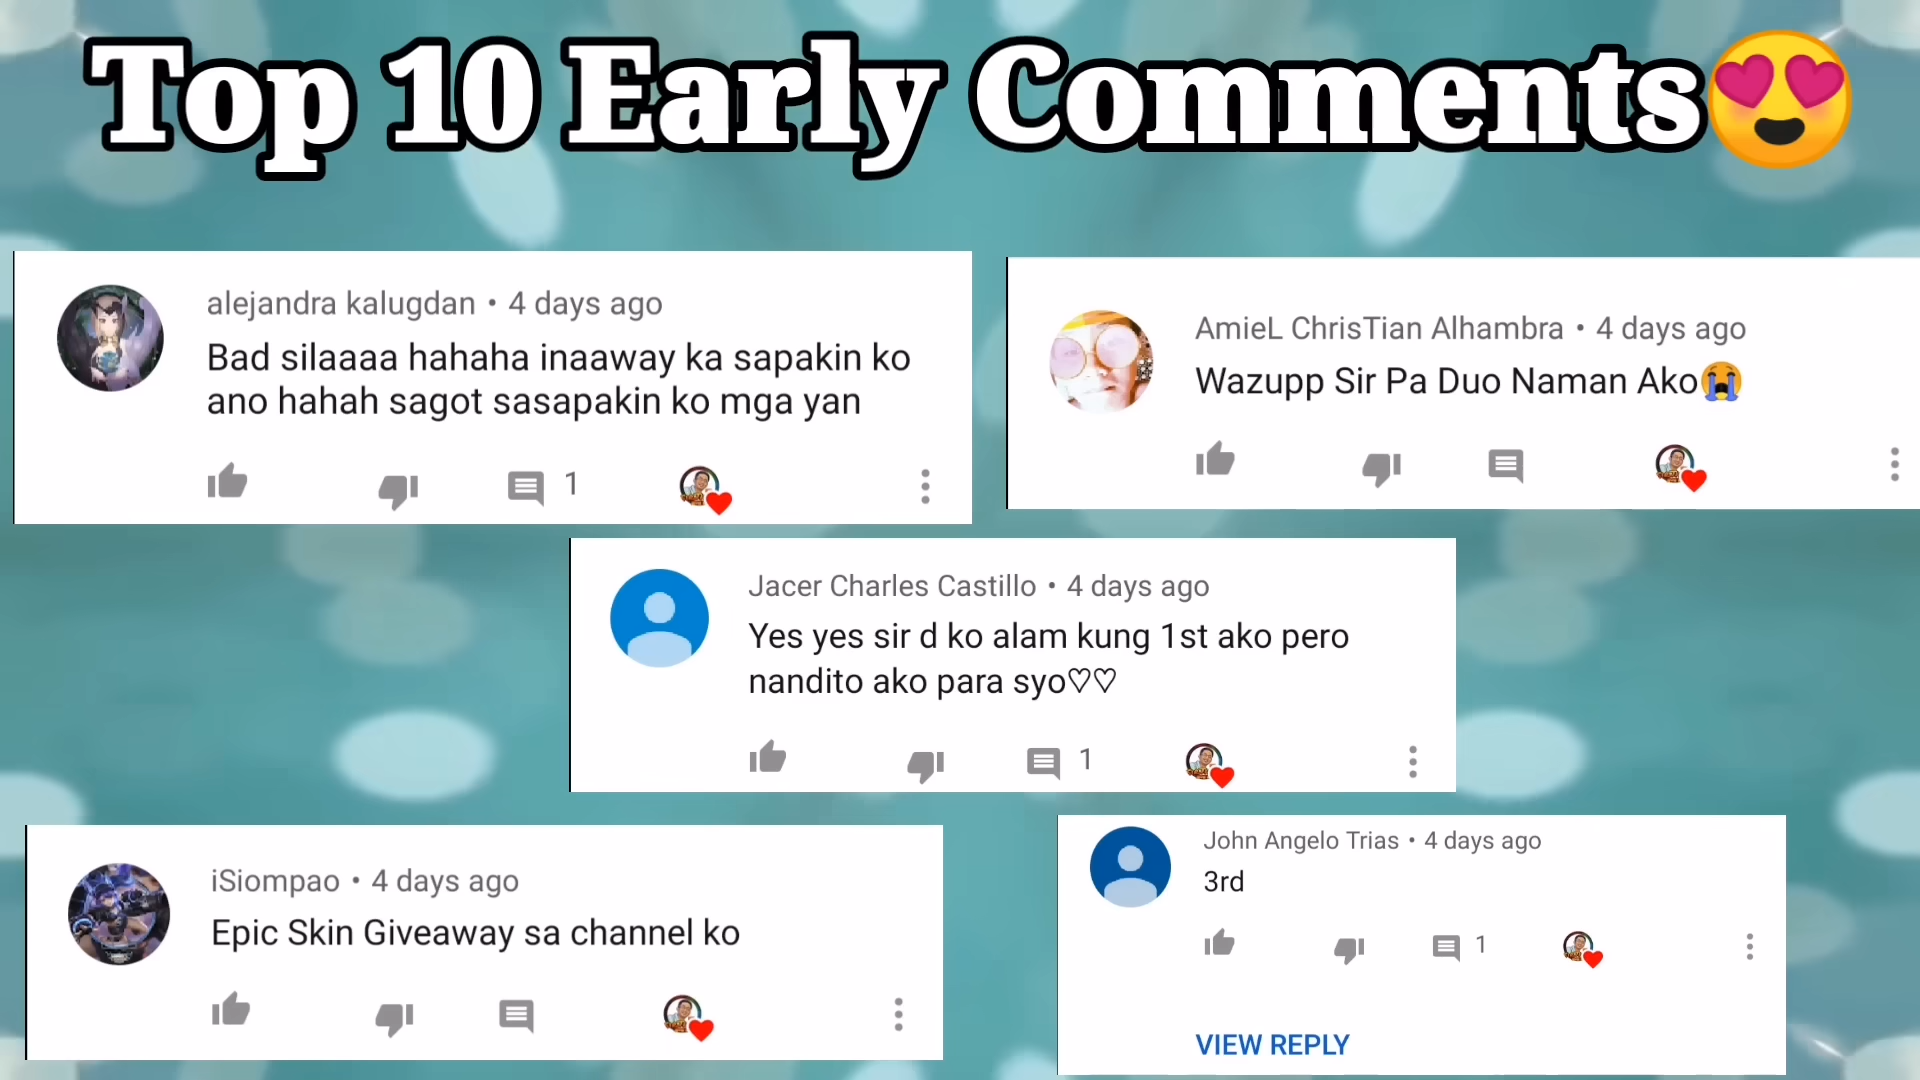 Top 10 Early Comments😍
alejandra kalugdan • 4 days ago
Bad silaaaa hahaha inaaway ka sapakin ko
ano hahah sagot sasapakin ko mga yan
1
AmieL ChrisTian Alhambra • 4 days ago
Wazupp Sir Pa Duo Naman Ako😭
Jacer Charles Castillo • 4 days ago
Yes yes sir d ko alam kung 1st ako pero
nandito ako para syo♡♡
1
iSiompao • 4 days ago
Epic Skin Giveaway sa channel ko
John Angelo Trias • 4 days ago
3rd
1
VIEW REPLY